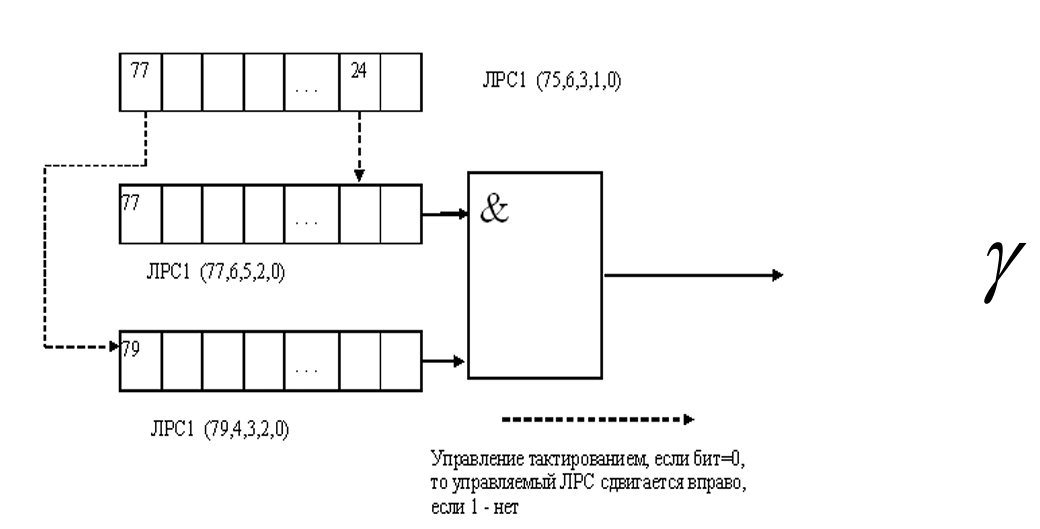 77 ... 24
ЛРС1 (75,6,3,1,0)
77 ...
&
ЛРС1 (77,6,5,2,0)
γ
79 ...
ЛРС1 (79,4,3,2,0)
Управление тактированием, если бит=0,
то управляемый ЛРС сдвигается вправо,
если 1 - нет